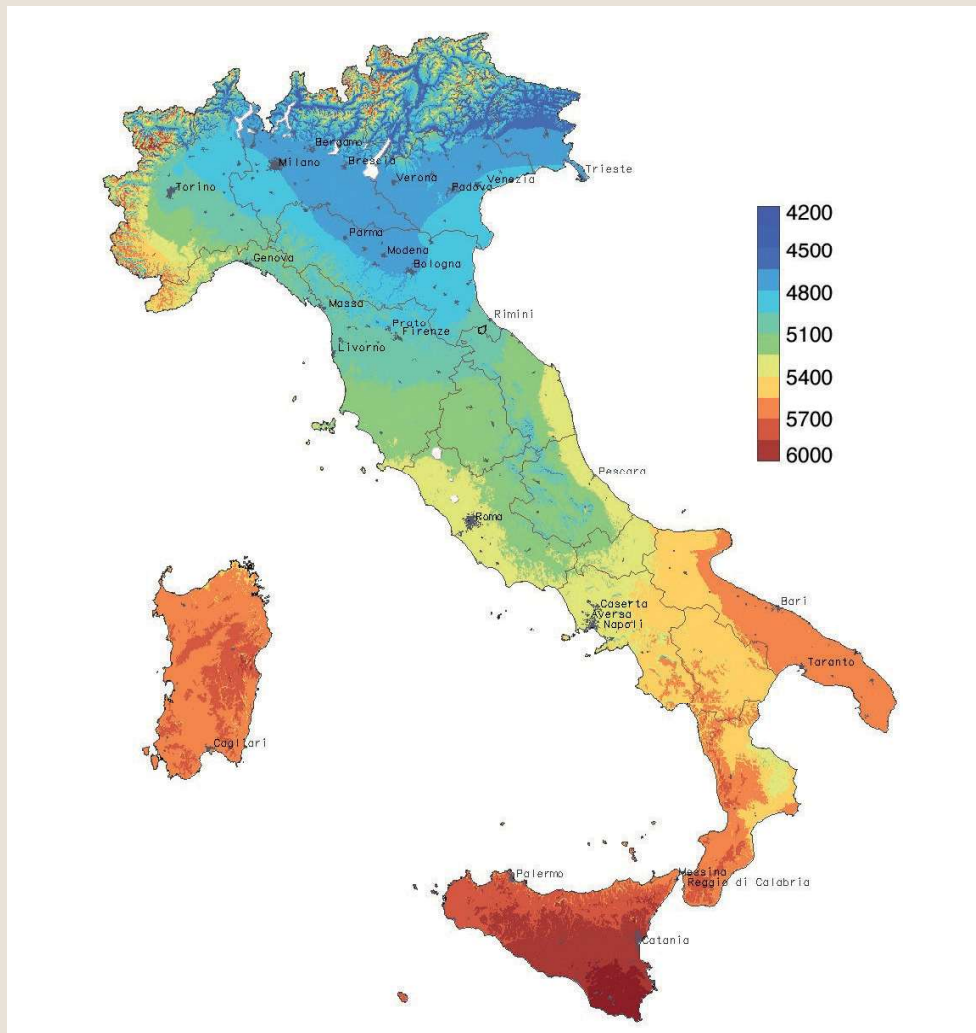 Bergamo
Milano
Brescia
Trieste
Verona
Venezia
Padova
Torino
4200
4500
4800
5100
5400
5700
6000
Parma
Modena
Genova
Bologna
Massa
Rimini
Prato
Firenze
Livorno
Pescara
Roma
Caserta
Aversa
Napoli
Bari
Taranto
Cagliari
Messina
Palermo
Reggio di Calabria
Catania